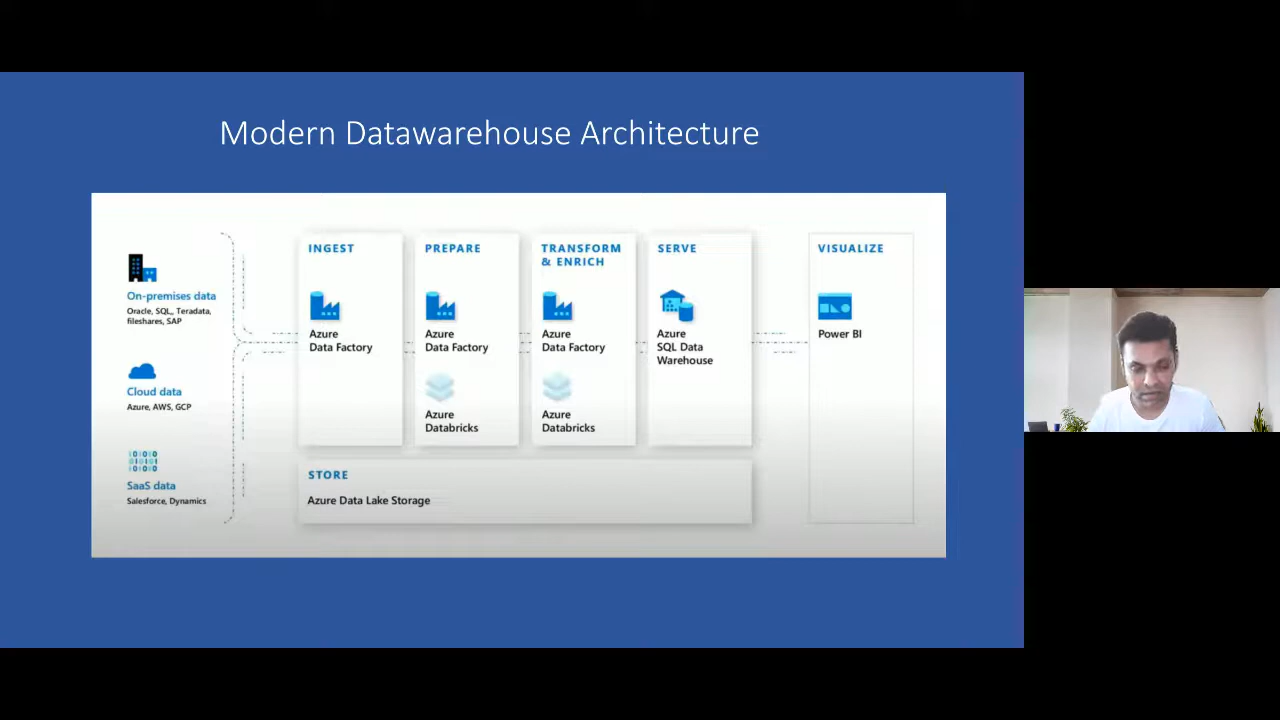 Modern Datawarehouse Architecture
On-premises data
Oracle, SQL,, Teradata,
fileshares, SAP
Cloud data
Azure, AWS, GCP
SaaS data
Salesforce, Dynamics
INGEST
Azure
Data Factory
PREPARE
Azure
Data Factory
Azure
Databricks
TRANSFORM
& ENRICH
Azure
Data Factory
Azure
Databricks
SERVE
Azure
SQL Data
Warehouse
STORE
Azure Data Lake Storage
VISUALIZE
Power BI